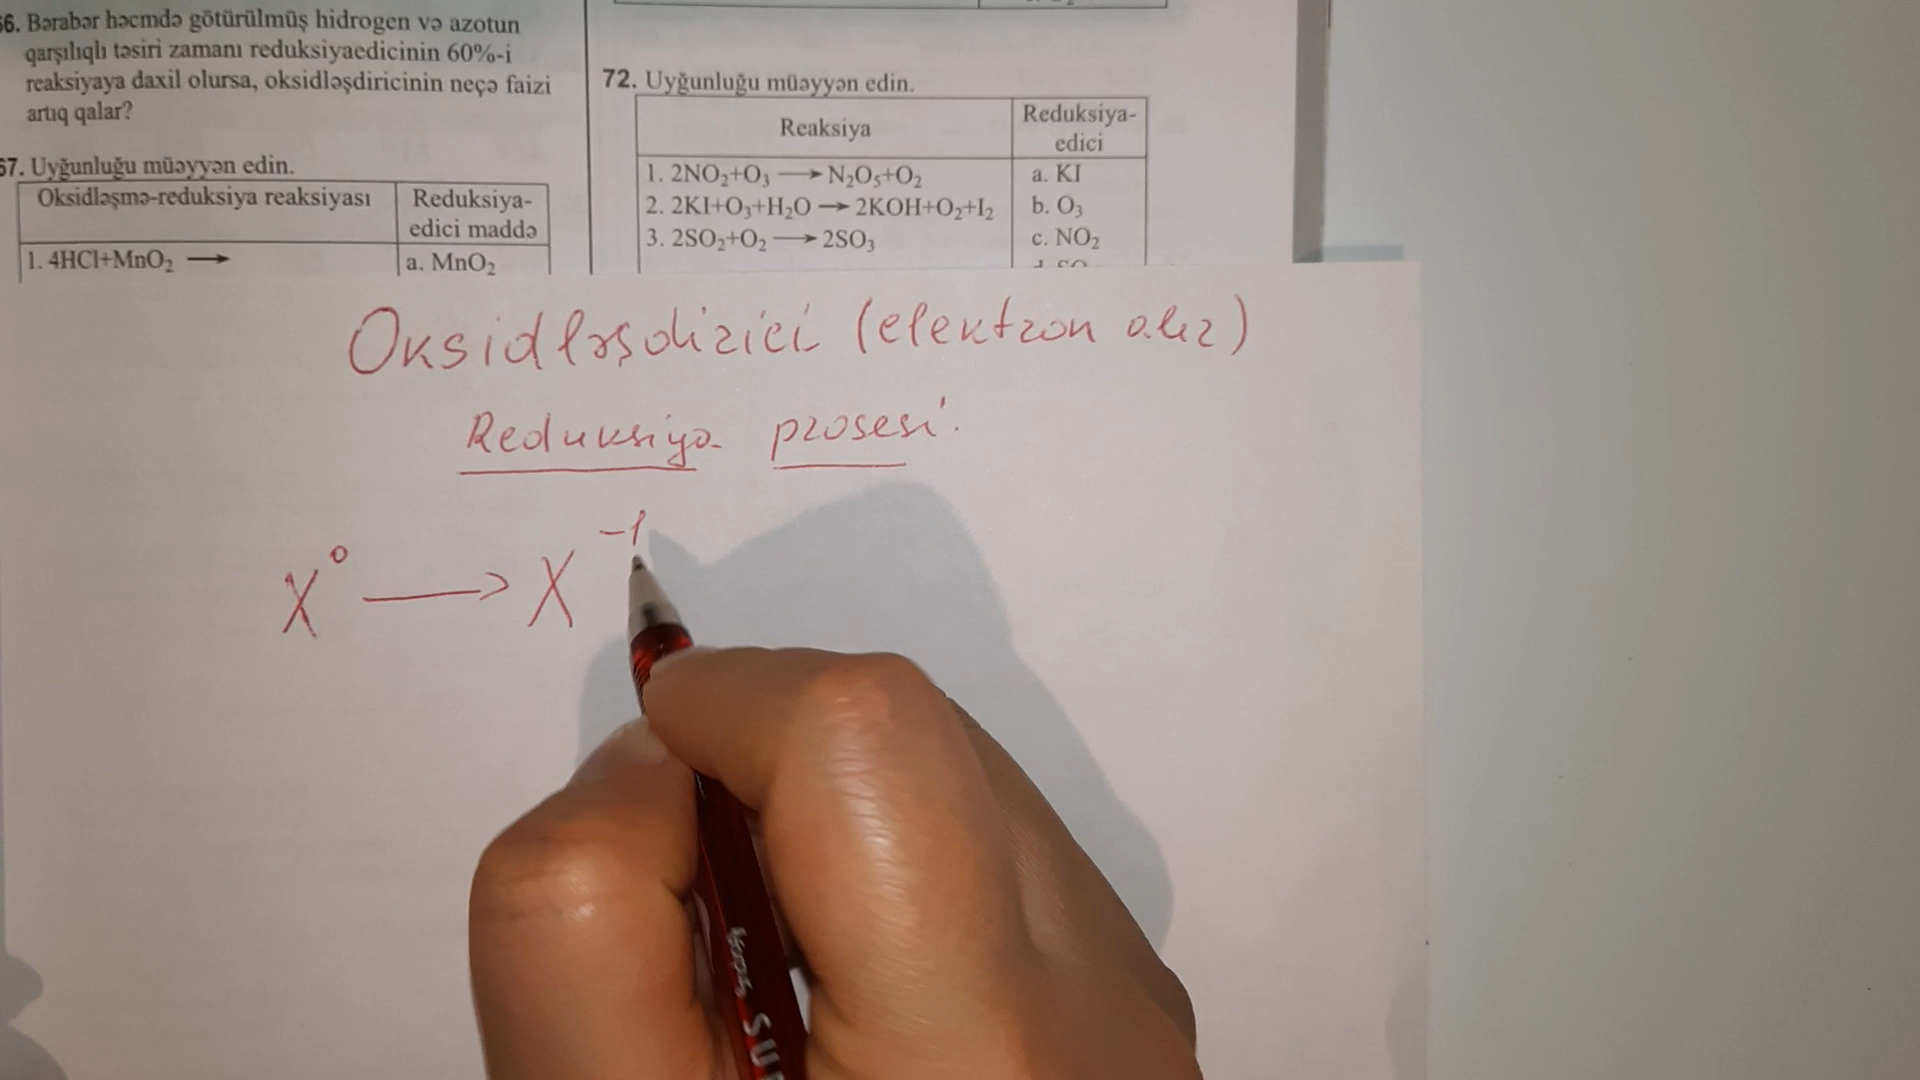 66. Bərabər həcmdə götürülmüş hidrogen və azotun
qarşılıqlı təsiri zamanı reduksiyaedicinin 60%-i
reaksiyaya daxil olursa, oksidləşdiricinin neçə faizi
artıq qalar?
67. Uyğunluğu müəyyən edin.
Oksidləşmə-reduksiya reaksiyası
Reduksiya-
edici maddə
1. 4HCl+MnO₂ ⟶
a. MnO₂
72. Uyğunluğu müəyyən edin.
Reaksiya
Reduksiya-
edici
1. 2NO₂+O₃ ⟶ N₂O₅+O₂
a. KI
2. 2KI+O₃+H₂O ⟶ 2KOH+O₂+I₂
b. O₃
3. 2SO₂+O₂ ⟶ 2SO₃
c. NO₂
Oksidləşdirici (elektron alır)
Reduksiya prosesi.
X⁰ ⟶ X⁻¹